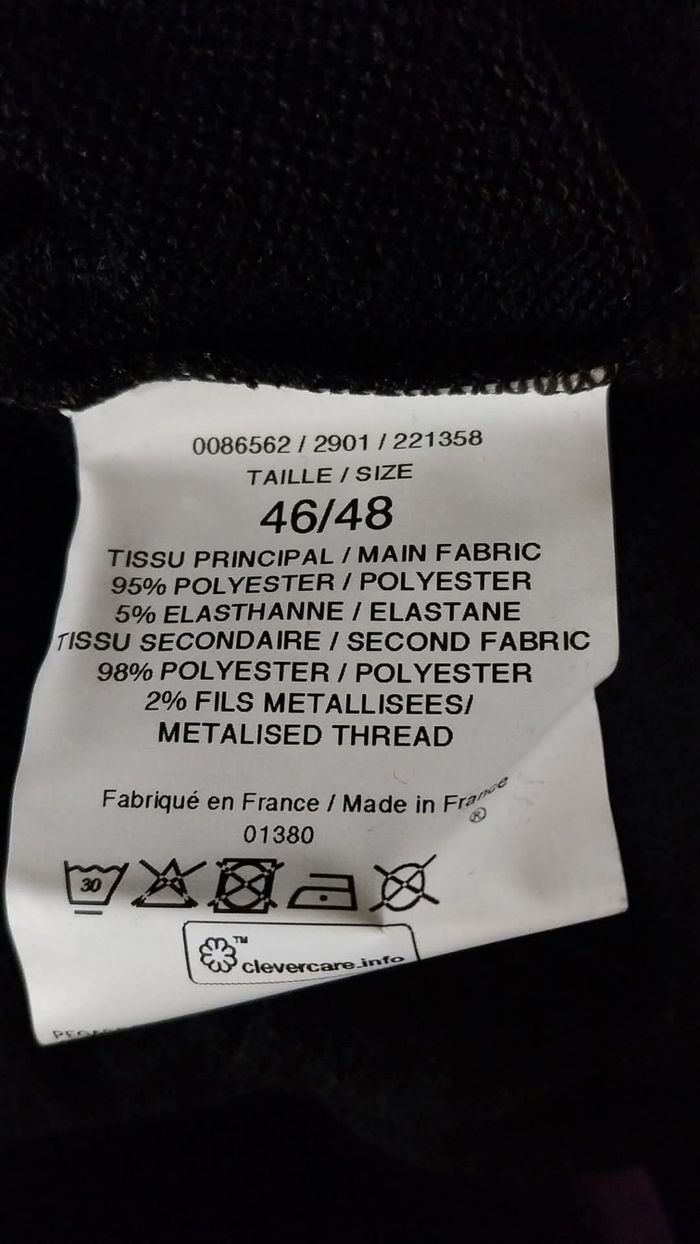 0086562 / 2901 / 221358
TAILLE / SIZE
46/48
TISSU PRINCIPAL / MAIN FABRIC
95% POLYESTER / POLYESTER
5% ELASTHANNE / ELASTANE
TISSU SECONDAIRE / SECOND FABRIC
98% POLYESTER / POLYESTER
2% FILS METALLISEES/
METALISED THREAD
Fabriqué en France / Made in France
®
01380
30
TM
clevercare.info